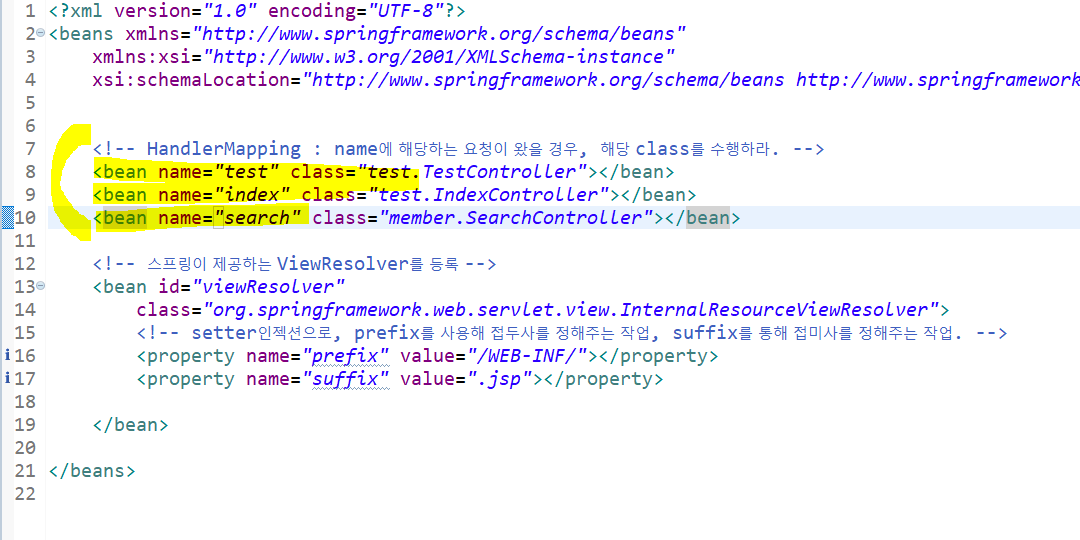 1 <?xml version="1.0" encoding="UTF-8"?>
2 <beans xmlns="http://www.springframework.org/schema/beans"
3 xmlns:xsi="http://www.w3.org/2001/XMLSchema-instance"
4 xsi:schemaLocation="http://www.springframework.org/schema/beans http://www.springframework
5
6
7 <!-- HandlerMapping : name에 해당하는 요청이 왔을 경우, 해당 class를 수행하라. -->
8 <bean name="test" class="test.TestController"></bean>
9 <bean name="index" class="test.IndexController"></bean>
10 <bean name="search" class="member.SearchController"></bean>
11
12 <!-- 스프링이 제공하는 ViewResolver를 등록 -->
13 <bean id="viewResolver"
14 class="org.springframework.web.servlet.view.InternalResourceViewResolver">
15 <!-- setter인젝션으로, prefix를 사용해 접두사를 정해주는 작업, suffix를 통해 접미사를 정해주는 작업. -->
16 <property name="prefix" value="/WEB-INF/"></property>
17 <property name="suffix" value=".jsp"></property>
18
19 </bean>
20
21 </beans>
22